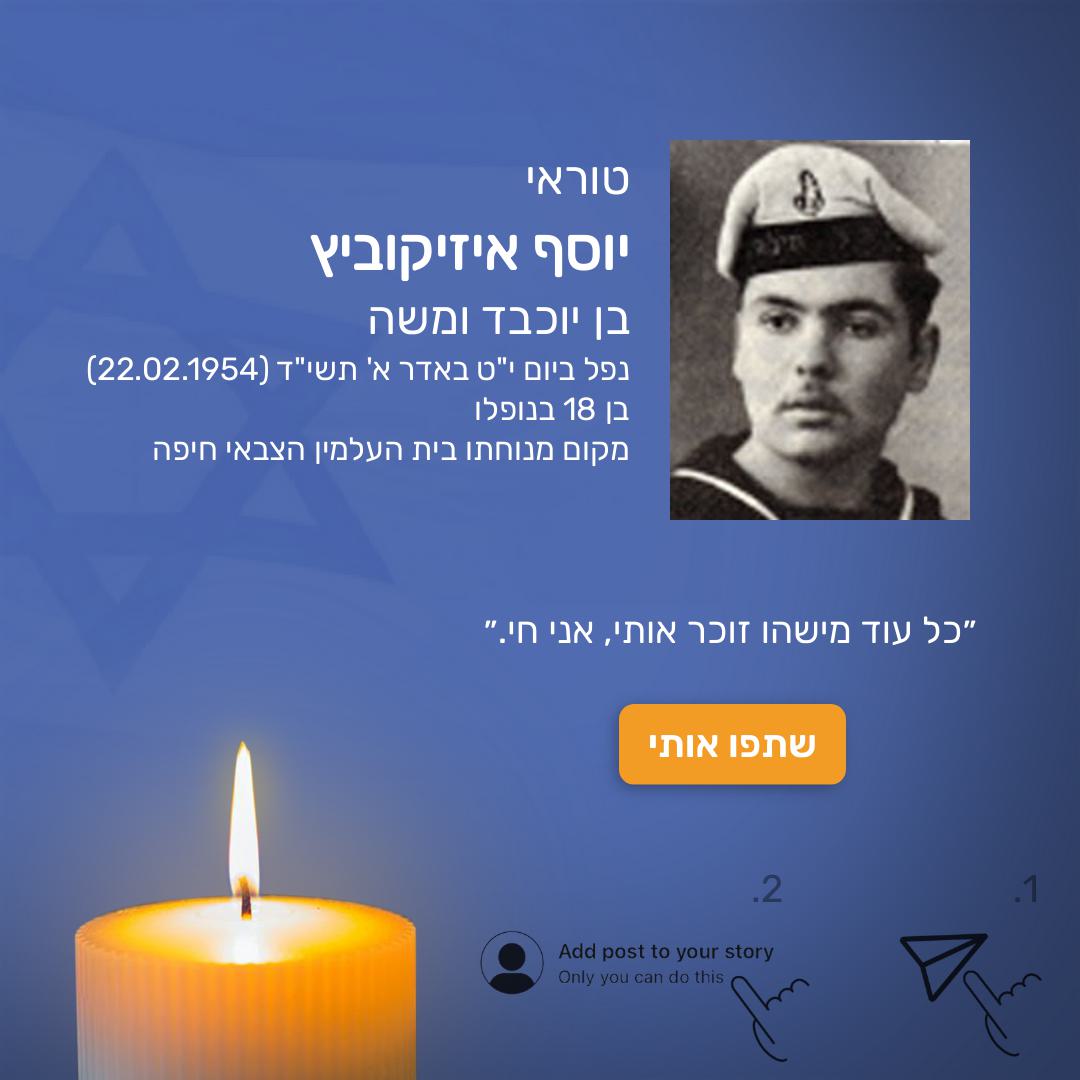 טוראי
יוסף איזיקוביץ
בן יוכבד ומשה
נפל ביום י"ט באדר א' תשי"ד (22.02.1954)
בן 18 בנופלו
מקום מנוחתו בית העלמין הצבאי חיפה
״כל עוד מישהו זוכר אותי, אני חי.״
שתפו אותי
1.
2.
Add post to your story
Only you can do this